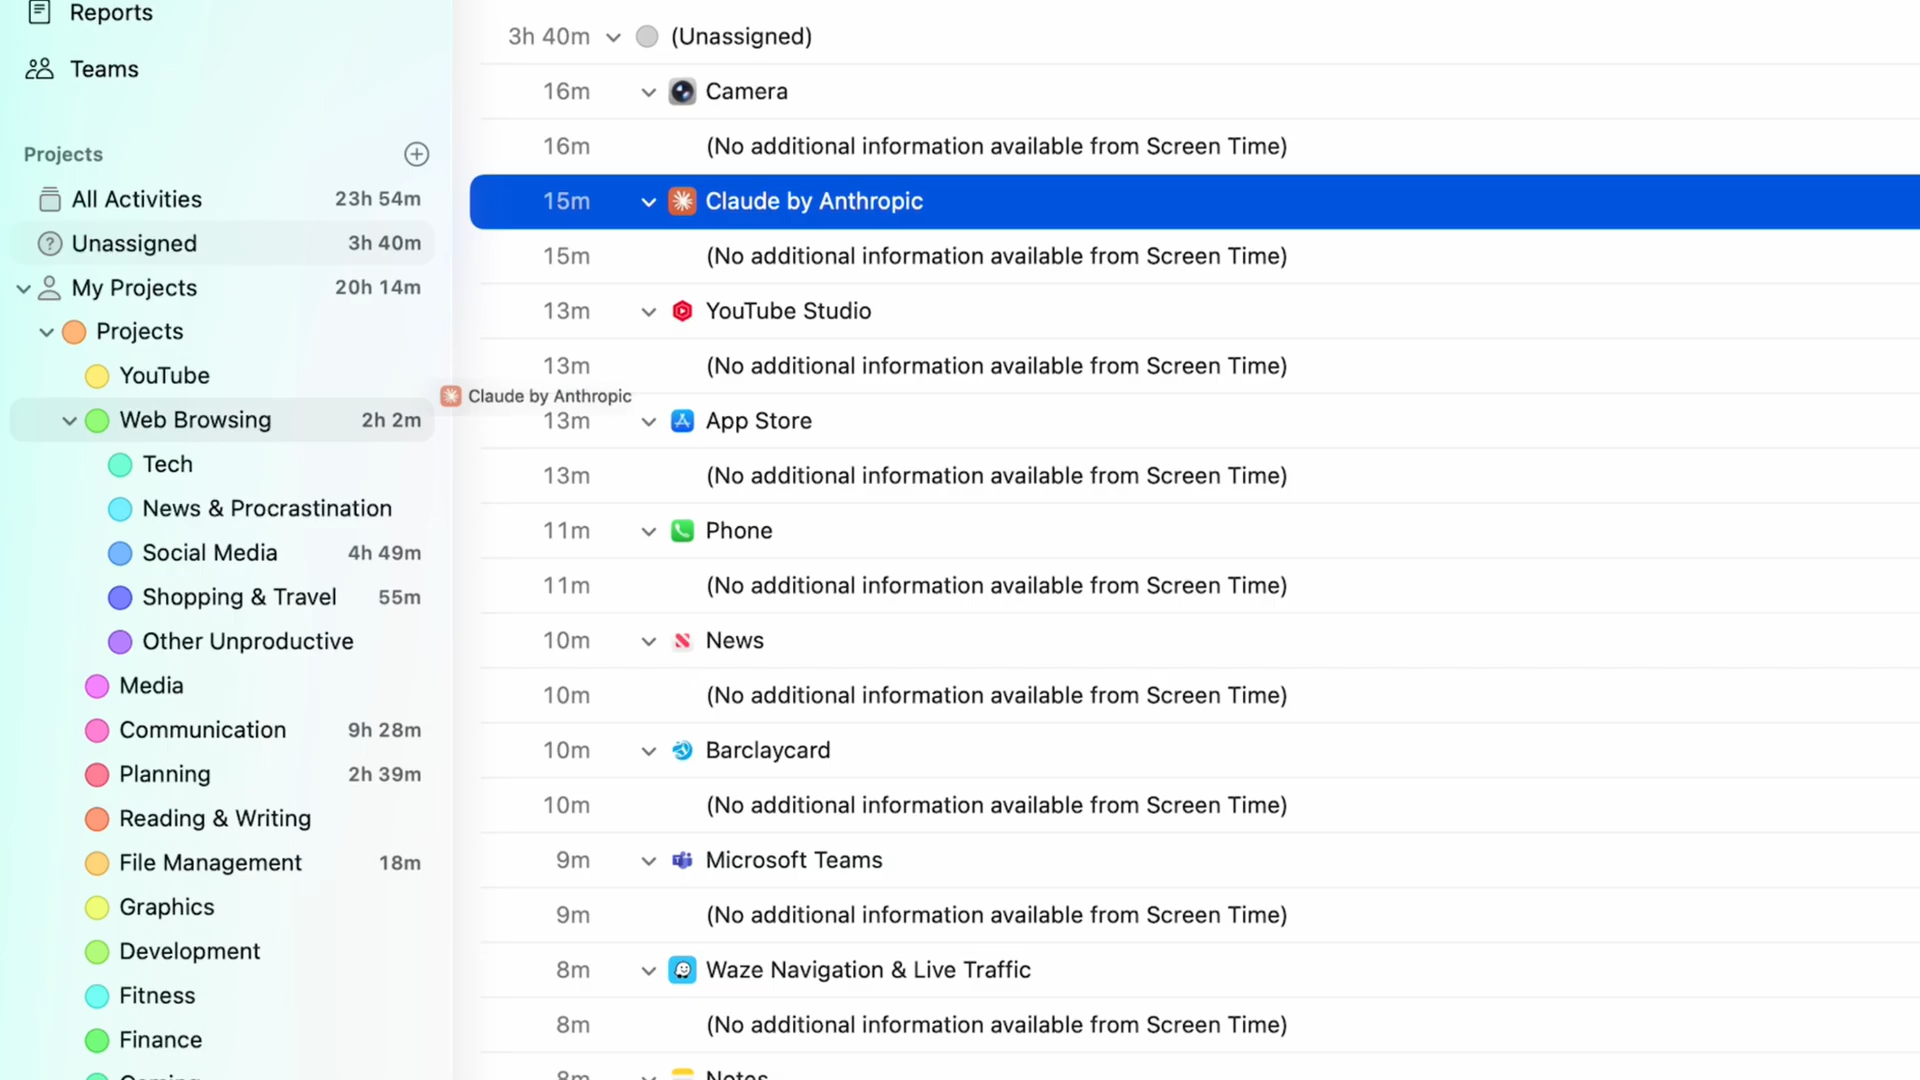 Reports
Teams
Projects
All Activities 23h 54m
Unassigned 3h 40m
My Projects 20h 14m
Projects
YouTube
Web Browsing 2h 2m
Tech
News & Procrastination
Social Media 4h 49m
Shopping & Travel 55m
Other Unproductive
Media
Communication 9h 28m
Planning 2h 39m
Reading & Writing
File Management 18m
Graphics
Development
Fitness
Finance
3h 40m (Unassigned)
16m Camera
16m (No additional information available from Screen Time)
15m Claude by Anthropic
15m (No additional information available from Screen Time)
13m YouTube Studio
13m (No additional information available from Screen Time)
Claude by Anthropic
13m App Store
13m (No additional information available from Screen Time)
11m Phone
11m (No additional information available from Screen Time)
10m News
10m (No additional information available from Screen Time)
10m Barclaycard
10m (No additional information available from Screen Time)
9m Microsoft Teams
9m (No additional information available from Screen Time)
8m Waze Navigation & Live Traffic
8m (No additional information available from Screen Time)
8m Notes